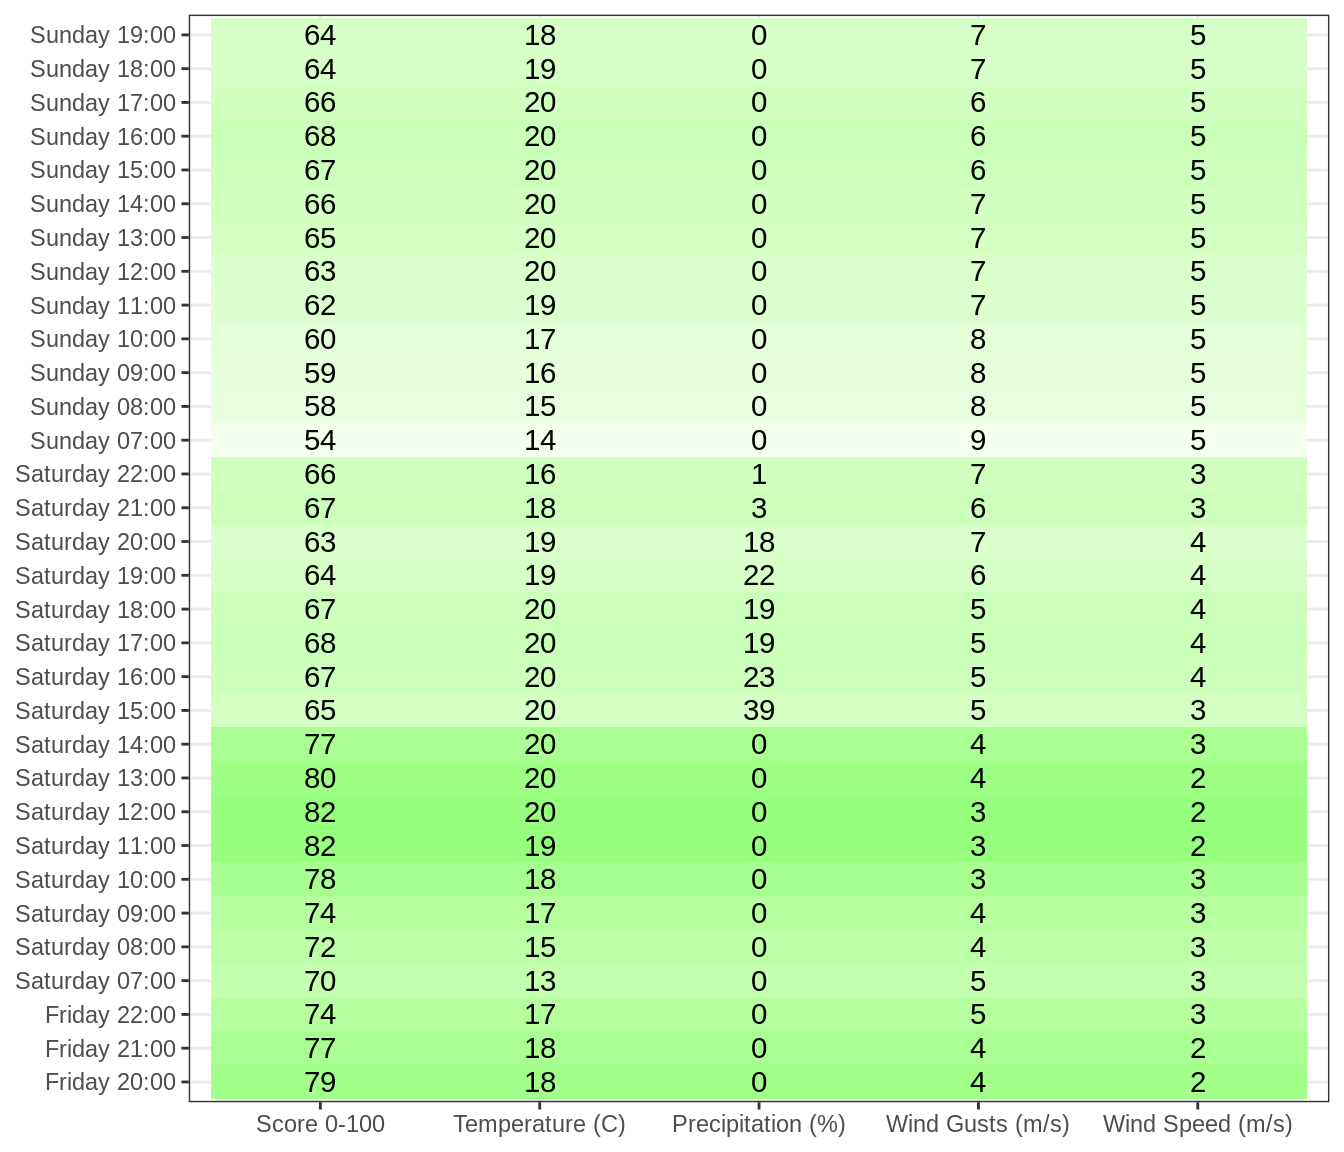 Sunday 19:00 64 18 0 7 5
Sunday 18:00 64 19 0 7 5
Sunday 17:00 66 20 0 6 5
Sunday 16:00 68 20 0 6 5
Sunday 15:00 67 20 0 6 5
Sunday 14:00 66 20 0 7 5
Sunday 13:00 65 20 0 7 5
Sunday 12:00 63 20 0 7 5
Sunday 11:00 62 19 0 7 5
Sunday 10:00 60 17 0 8 5
Sunday 09:00 59 16 0 8 5
Sunday 08:00 58 15 0 8 5
Sunday 07:00 54 14 0 9 5
Saturday 22:00 66 16 1 7 3
Saturday 21:00 67 18 3 6 3
Saturday 20:00 63 19 18 7 4
Saturday 19:00 64 19 22 6 4
Saturday 18:00 67 20 19 5 4
Saturday 17:00 68 20 19 5 4
Saturday 16:00 67 20 23 5 4
Saturday 15:00 65 20 39 5 3
Saturday 14:00 77 20 0 4 3
Saturday 13:00 80 20 0 4 2
Saturday 12:00 82 20 0 3 2
Saturday 11:00 82 19 0 3 2
Saturday 10:00 78 18 0 3 3
Saturday 09:00 74 17 0 4 3
Saturday 08:00 72 15 0 4 3
Saturday 07:00 70 13 0 5 3
Friday 22:00 74 17 0 5 3
Friday 21:00 77 18 0 4 2
Friday 20:00 79 18 0 4 2
Score 0-100 Temperature (C) Precipitation (%) Wind Gusts (m/s) Wind Speed (m/s)